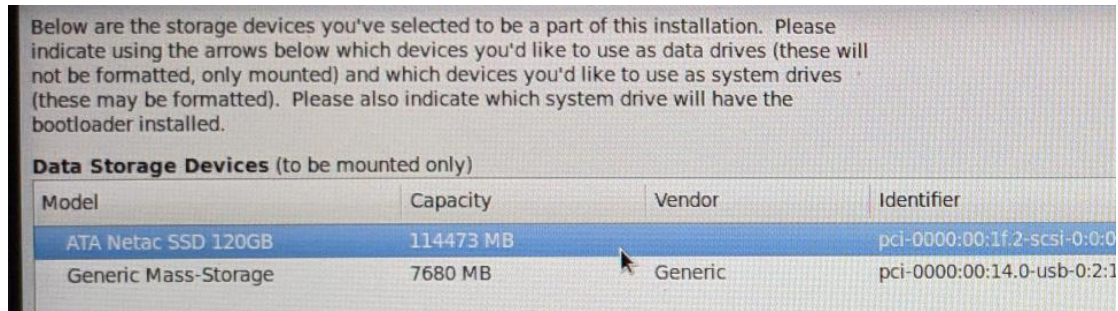 Below are the storage devices you've selected to be a part of this installation.  Please
indicate using the arrows below which devices you'd like to use as data drives (these will
not be formatted, only mounted) and which devices you'd like to use as system drives
(these may be formatted).  Please also indicate which system drive will have the
bootloader installed.
Data Storage Devices (to be mounted only)
Model Capacity Vendor Identifier
ATA Netac SSD 120GB 114473 MB pci-0000:00:1f.2-scsi-0:0:0
Generic Mass-Storage 7680 MB Generic pci-0000:00:14.0-usb-0:2:1